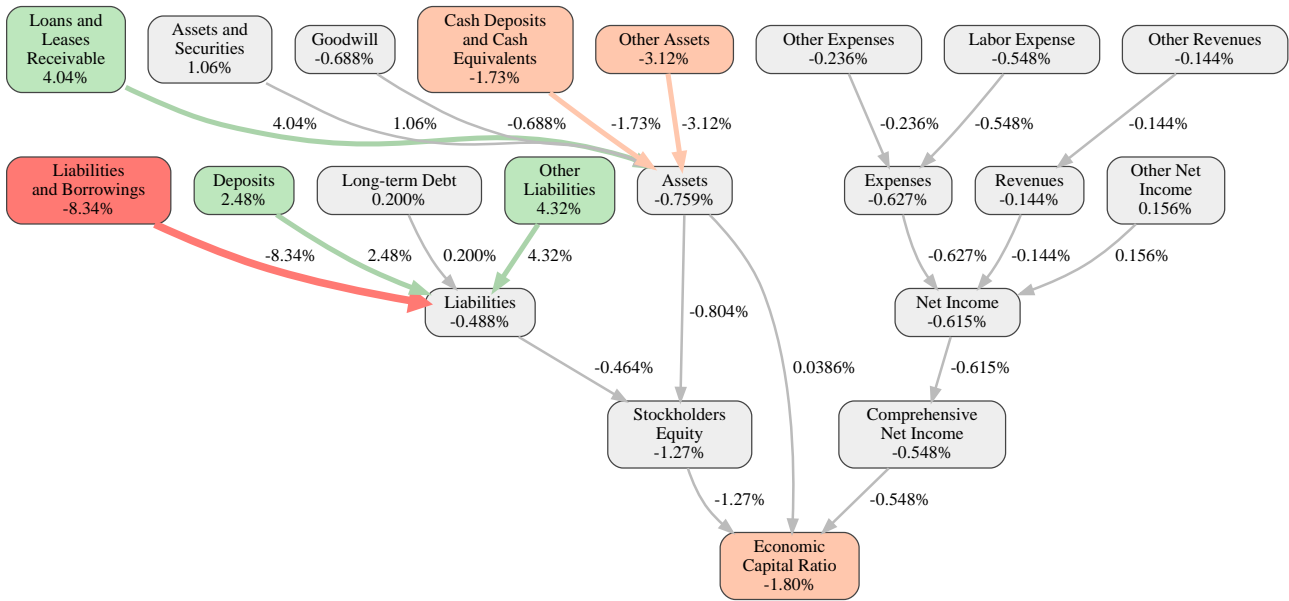 Loans and
Leases
Receivable
4.04%
Assets and
Securities
1.06%
Goodwill
-0.688%
Cash Deposits
and Cash
Equivalents
-1.73%
Other Assets
-3.12%
Other Expenses
-0.236%
Labor Expense
-0.548%
Other Revenues
-0.144%
4.04%
1.06%
-0.688%
-1.73%
-3.12%
-0.236%
-0.548%
-0.144%
Liabilities
and Borrowings
-8.34%
Deposits
2.48%
Long-term Debt
0.200%
Other
Liabilities
4.32%
Assets
-0.759%
Expenses
-0.627%
Revenues
-0.144%
Other Net
Income
0.156%
-8.34%
2.48%
0.200%
4.32%
-0.627%
-0.144%
0.156%
Liabilities
-0.488%
-0.804%
Net Income
-0.615%
-0.464%
0.0386%
-0.615%
Stockholders
Equity
-1.27%
Comprehensive
Net Income
-0.548%
-1.27%
-0.548%
Economic
Capital Ratio
-1.80%